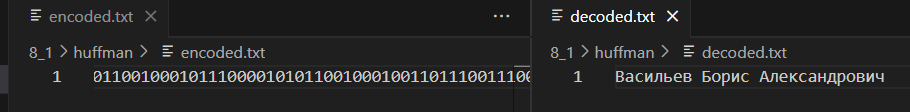 encoded.txt ×
8_1 > huffman > encoded.txt
1 0110010001011100001010110010001001101110011100
decoded.txt ×
8_1 > huffman > decoded.txt
1 Васильев Борис Александрович